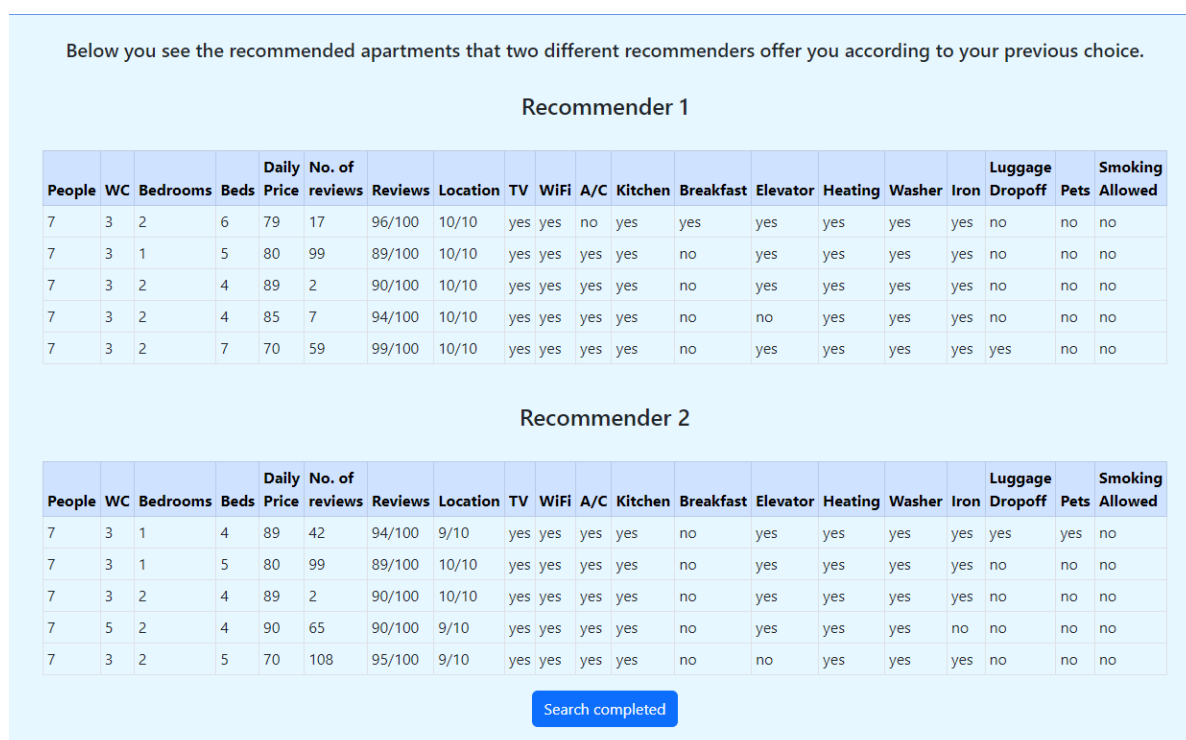 Below you see the recommended apartments that two different recommenders offer you according to your previous choice.
Recommender 1
People WC Bedrooms Beds Daily Price No. of reviews Reviews Location TV WiFi A/C Kitchen Breakfast Elevator Heating Washer Iron Luggage Dropoff Pets Smoking Allowed
7 3 2 6 79 17 96/100 10/10 yes yes no yes yes yes yes yes yes no no no
7 3 1 5 80 99 89/100 10/10 yes yes yes yes no yes yes yes yes no no no
7 3 2 4 89 2 90/100 10/10 yes yes yes yes no yes yes yes yes no no no
7 3 2 4 85 7 94/100 10/10 yes yes yes yes no no yes yes yes no no no
7 3 2 7 70 59 99/100 10/10 yes yes yes yes no yes yes yes yes yes no no
Recommender 2
People WC Bedrooms Beds Daily Price No. of reviews Reviews Location TV WiFi A/C Kitchen Breakfast Elevator Heating Washer Iron Luggage Dropoff Pets Smoking Allowed
7 3 1 4 89 42 94/100 9/10 yes yes yes yes no yes yes yes yes yes yes no
7 3 1 5 80 99 89/100 10/10 yes yes yes yes no yes yes yes yes no no no
7 3 2 4 89 2 90/100 10/10 yes yes yes yes no yes yes yes yes no no no
7 5 2 4 90 65 90/100 9/10 yes yes yes yes no yes yes yes no no no no
7 3 2 5 70 108 95/100 9/10 yes yes yes yes no no yes yes yes no no no
Search completed